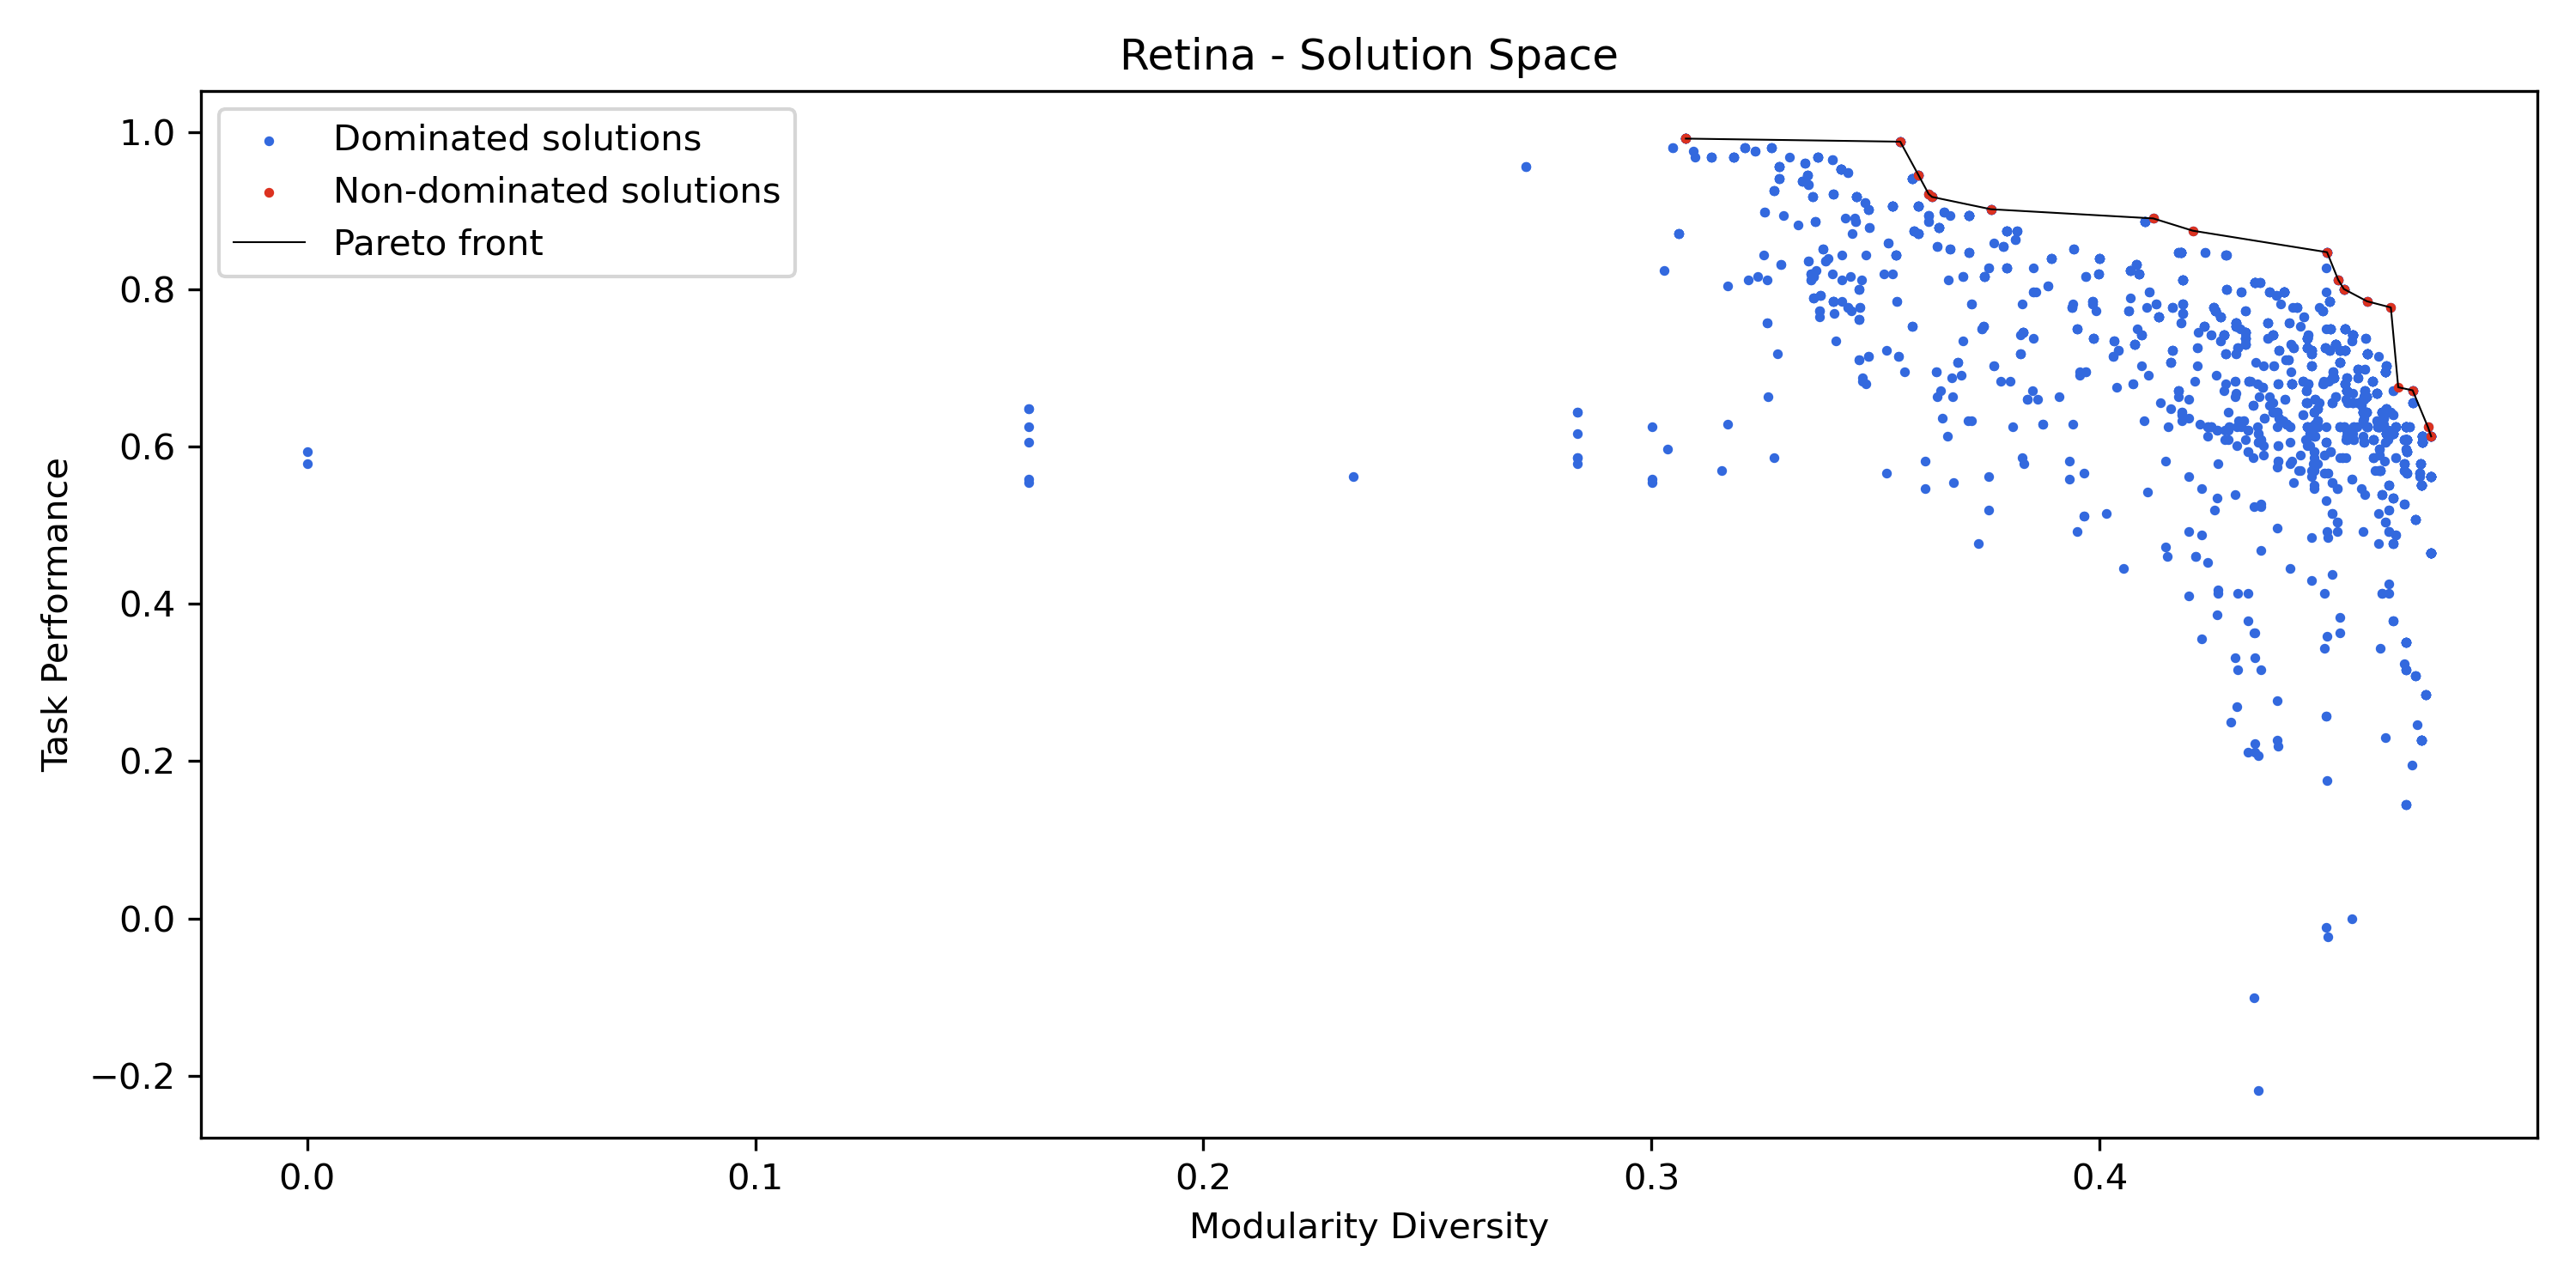 Retina - Solution Space
Dominated solutions
Non-dominated solutions
Pareto front
Task Performance
1.0
0.8
0.6
0.4
0.2
0.0
−0.2
0.0 0.1 0.2 0.3 0.4
Modularity Diversity